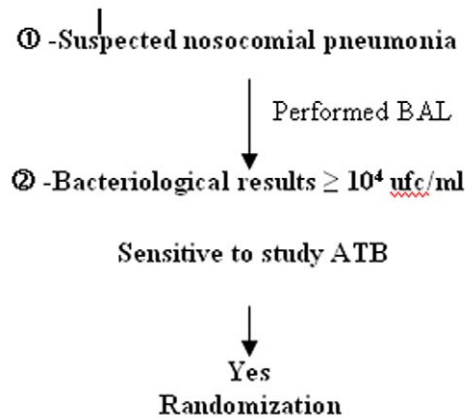 ① -Suspected nosocomial pneumonia
Performed BAL
② -Bacteriological results ≥ 10⁴ ufc/ml
Sensitive to study ATB
Yes
Randomization